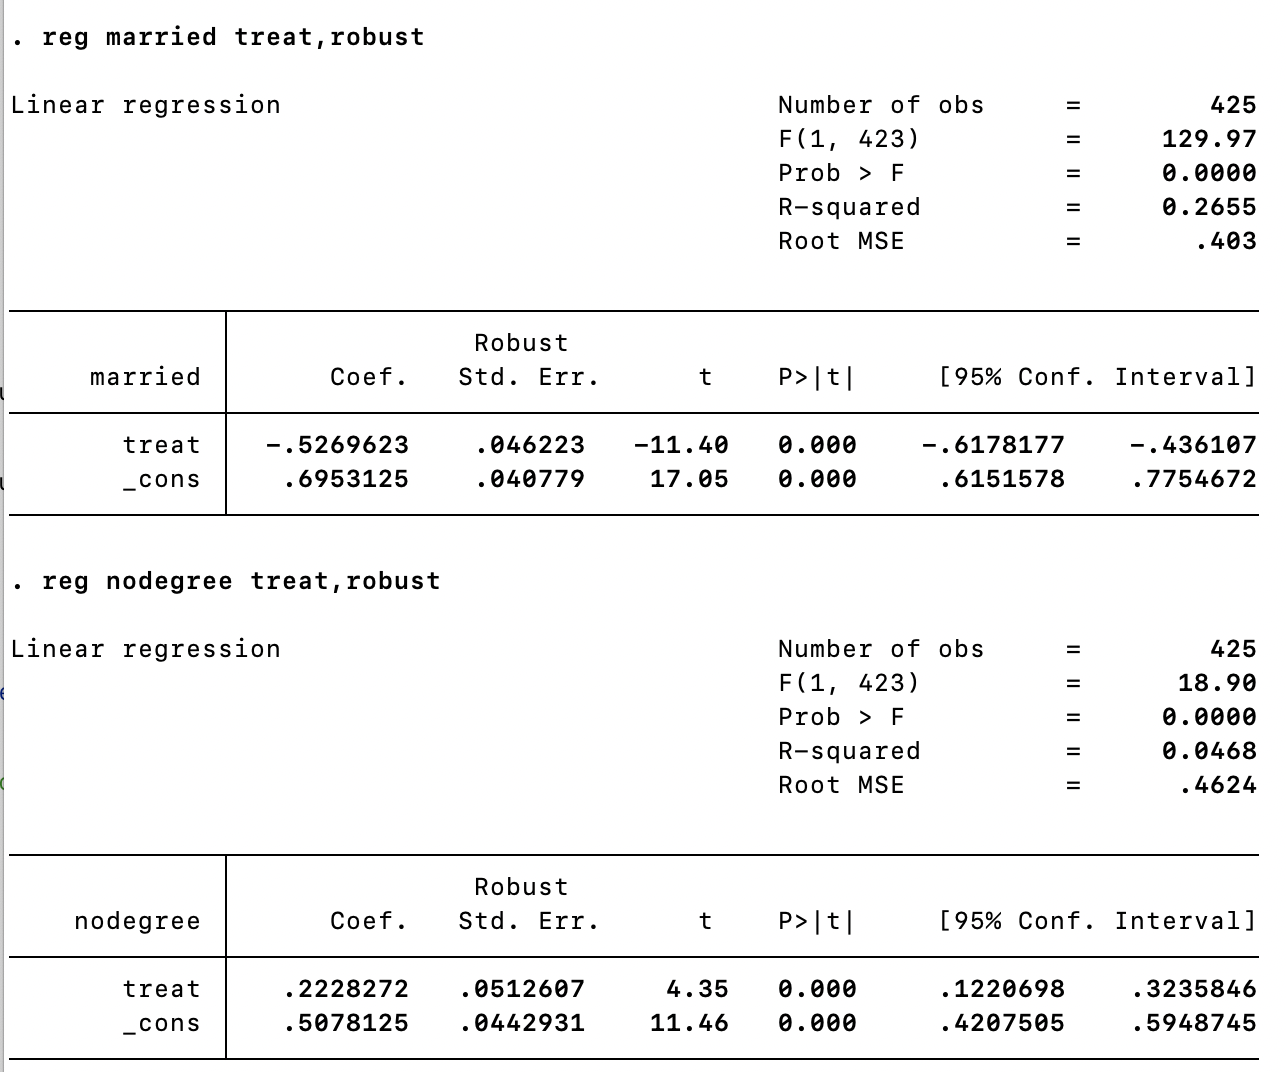 . reg married treat,robust
Linear regression Number of obs = 425
F(1, 423) = 129.97
Prob > F = 0.0000
R-squared = 0.2655
Root MSE = .403
Robust
married Coef. Std. Err. t P>|t| [95% Conf. Interval]
treat -.5269623 .046223 -11.40 0.000 -.6178177 -.436107
_cons .6953125 .040779 17.05 0.000 .6151578 .7754672
. reg nodegree treat,robust
Linear regression Number of obs = 425
F(1, 423) = 18.90
Prob > F = 0.0000
R-squared = 0.0468
Root MSE = .4624
Robust
nodegree Coef. Std. Err. t P>|t| [95% Conf. Interval]
treat .2228272 .0512607 4.35 0.000 .1220698 .3235846
_cons .5078125 .0442931 11.46 0.000 .4207505 .5948745